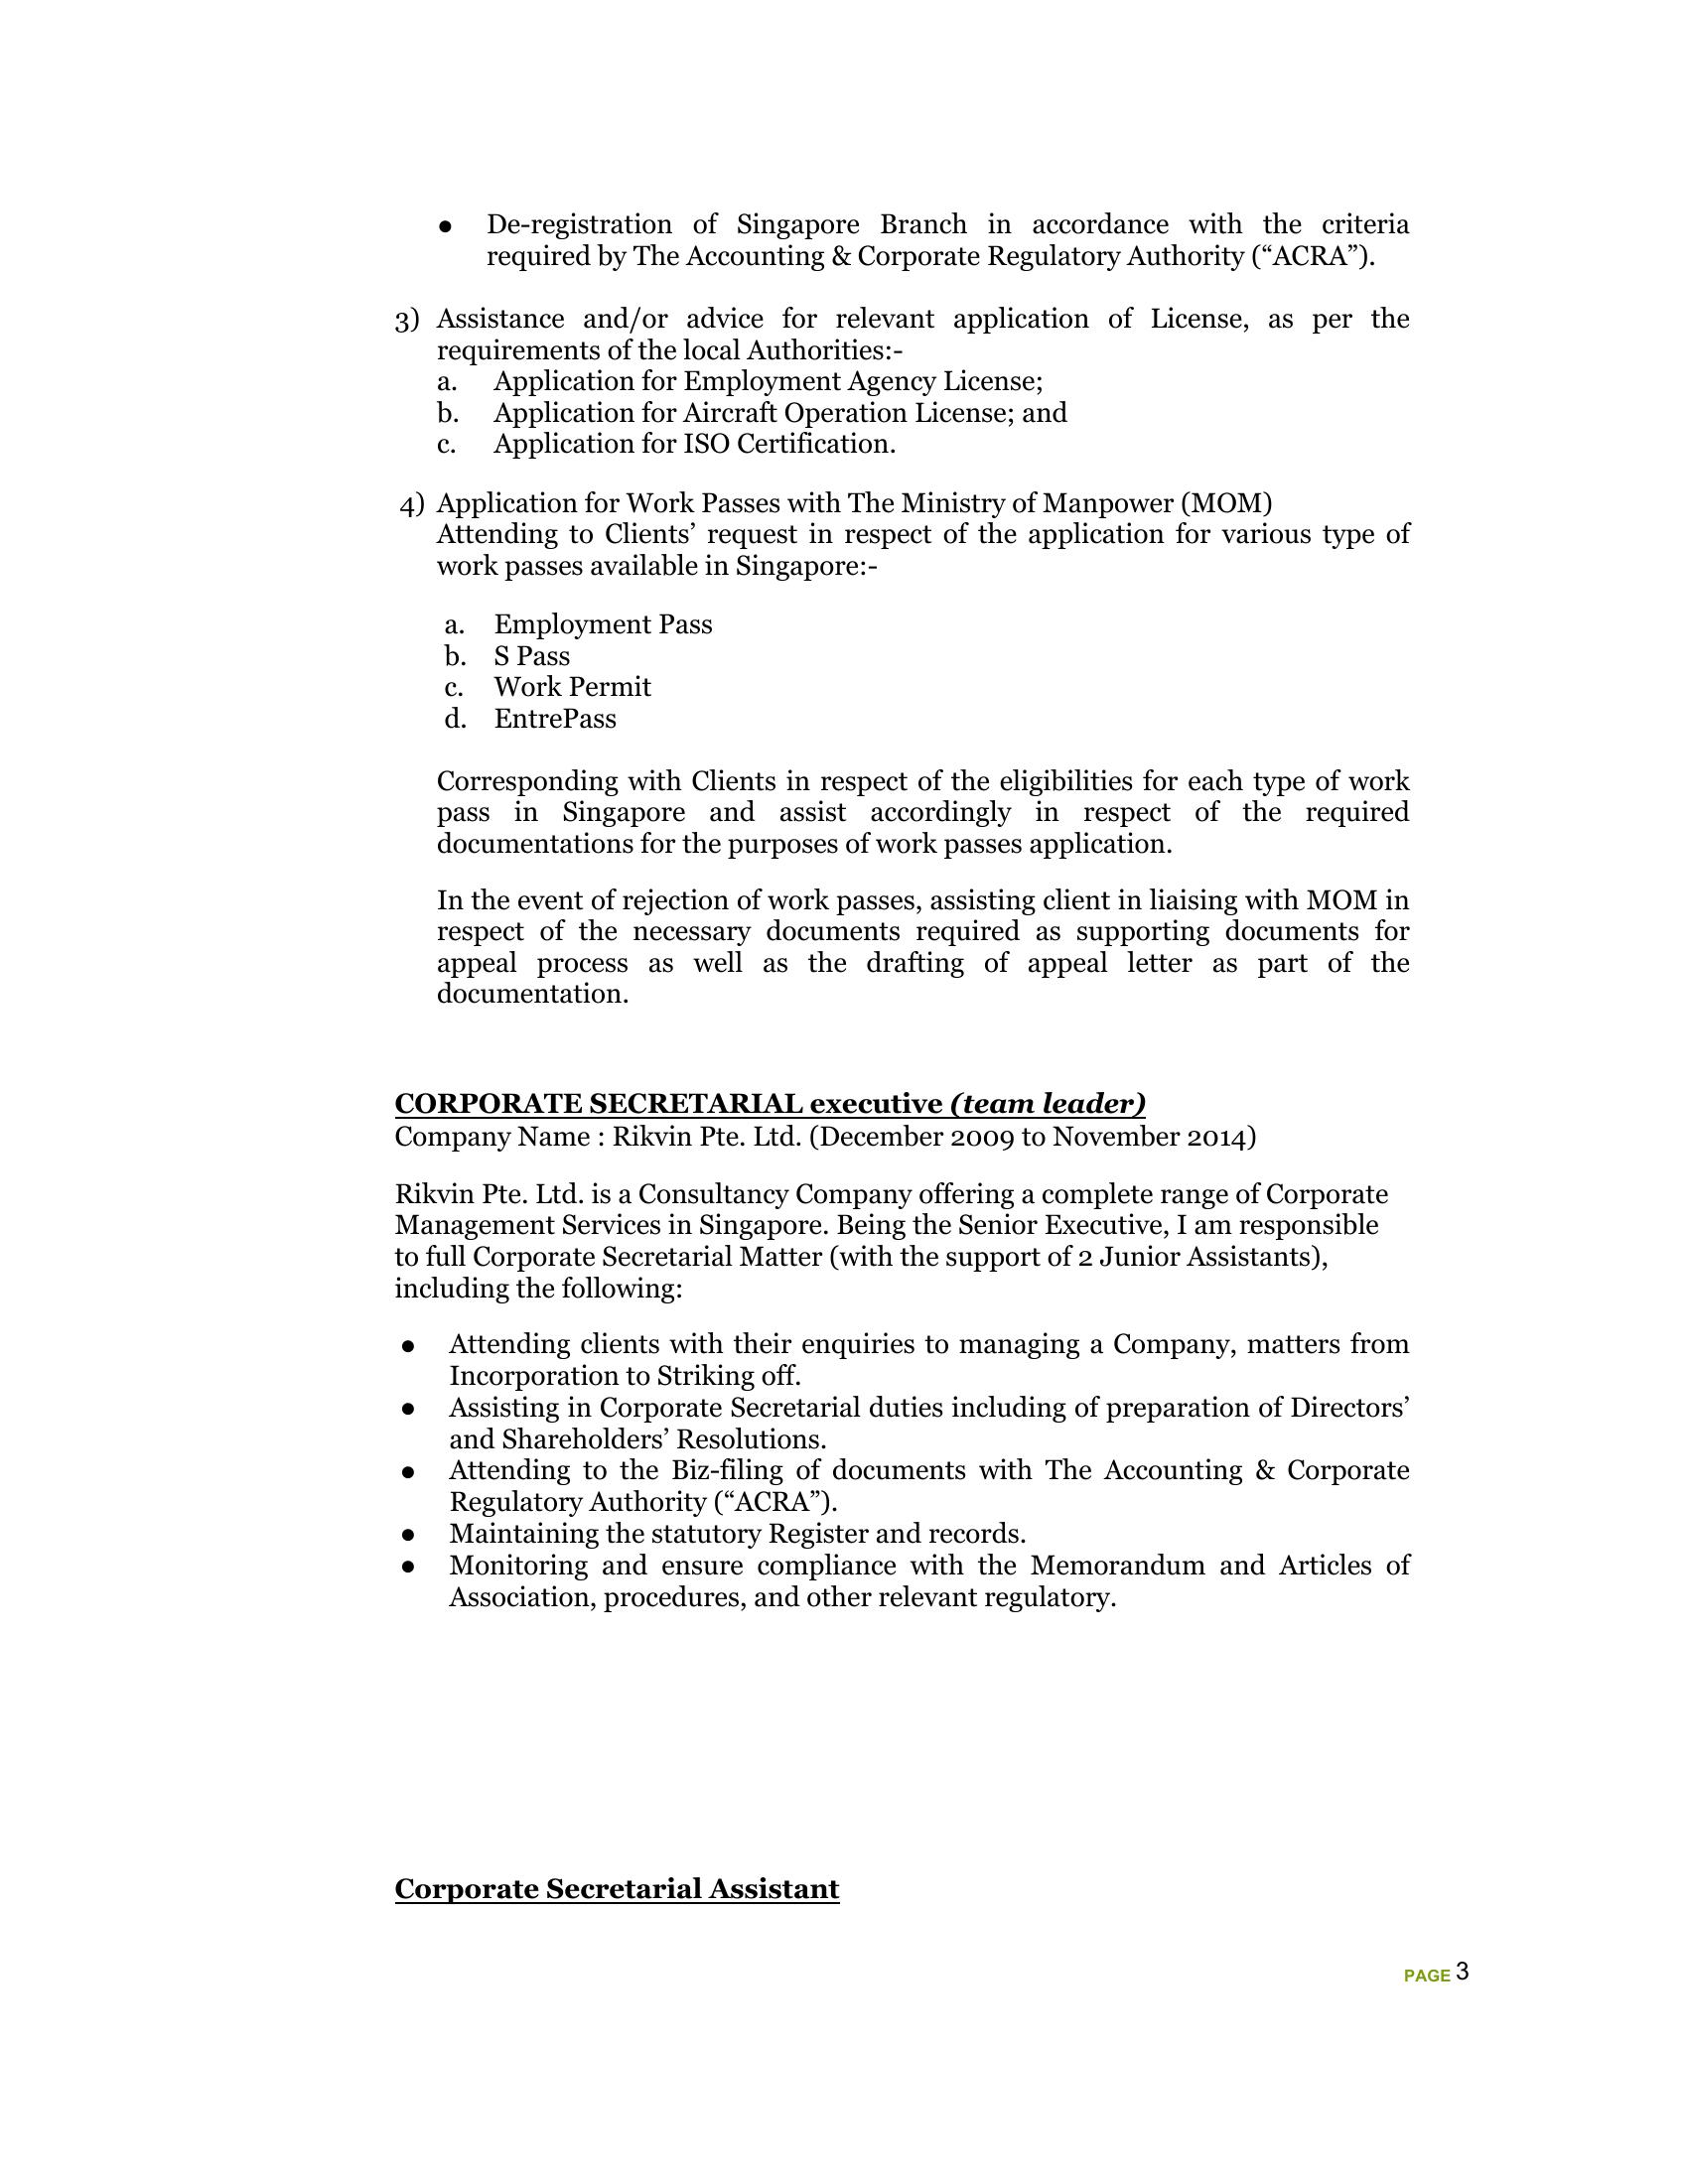 ● De-registration of Singapore Branch in accordance with the criteria
required by The Accounting & Corporate Regulatory Authority (“ACRA”).
3) Assistance and/or advice for relevant application of License, as per the
requirements of the local Authorities:-
a. Application for Employment Agency License;
b. Application for Aircraft Operation License; and
c. Application for ISO Certification.
4) Application for Work Passes with The Ministry of Manpower (MOM)
Attending to Clients’ request in respect of the application for various type of
work passes available in Singapore:-
a. Employment Pass
b. S Pass
c. Work Permit
d. EntrePass
Corresponding with Clients in respect of the eligibilities for each type of work
pass in Singapore and assist accordingly in respect of the required
documentations for the purposes of work passes application.
In the event of rejection of work passes, assisting client in liaising with MOM in
respect of the necessary documents required as supporting documents for
appeal process as well as the drafting of appeal letter as part of the
documentation.
CORPORATE SECRETARIAL executive (team leader)
Company Name : Rikvin Pte. Ltd. (December 2009 to November 2014)
Rikvin Pte. Ltd. is a Consultancy Company offering a complete range of Corporate
Management Services in Singapore. Being the Senior Executive, I am responsible
to full Corporate Secretarial Matter (with the support of 2 Junior Assistants),
including the following:
● Attending clients with their enquiries to managing a Company, matters from
Incorporation to Striking off.
● Assisting in Corporate Secretarial duties including of preparation of Directors’
and Shareholders’ Resolutions.
● Attending to the Biz-filing of documents with The Accounting & Corporate
Regulatory Authority (“ACRA”).
● Maintaining the statutory Register and records.
● Monitoring and ensure compliance with the Memorandum and Articles of
Association, procedures, and other relevant regulatory.
Corporate Secretarial Assistant
PAGE 3